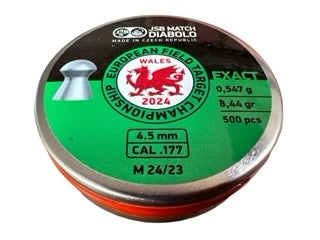 JSB MATCH
DIABOLO
MADE IN CZECH REPUBLIC
EUROPEAN FIELD TARGET CHAMPIONSHIP
WALES
2024
EXACT
0,547 g
8,44 gr
500 pcs
4.5 mm
CAL .177
M 24/23